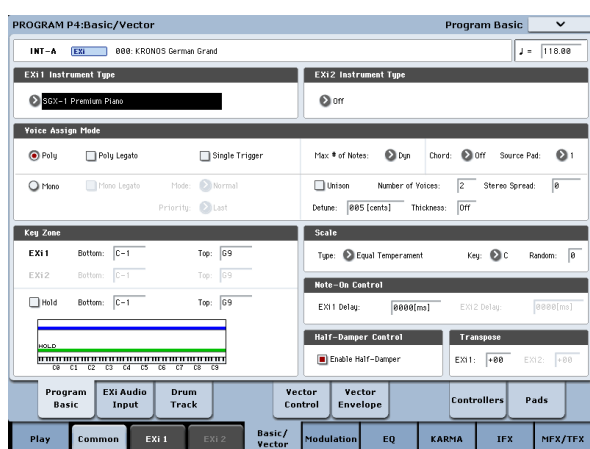 PROGRAM P4:Basic/Vector Program Basic
INT-A EXi 000: KRONOS German Grand ♩ = 118.00
EXi1 Instrument Type EXi2 Instrument Type
SGX-1 Premium Piano Off
Voice Assign Mode
Poly Poly Legato Single Trigger Max # of Notes: Dyn Chord: Off Source Pad: 1
Mono Mono Legato Mode: Normal Unison Number of Voices: 2 Stereo Spread: 0
Priority: Last Detune: 005 [cents] Thickness: Off
Key Zone Scale
EXi1 Bottom: C-1 Top: G9 Type: Equal Temperament Key: C Random: 0
EXi2 Bottom: C-1 Top: G9
Note-On Control
Hold Bottom: C-1 Top: G9 EXi1 Delay: 0000[ms] EXi2 Delay: 0000[ms]
Half-Damper Control Transpose
HOLD
Enable Half-Damper EXi1: +00 EXi2: +00
C0 C1 C2 C3 C4 C5 C6 C7 C8 C9
Program Basic EXi Audio Input Drum Track Vector Control Vector Envelope Controllers Pads
Play Common EXi 1 EXi 2 Basic/Vector Modulation EQ KARMA IFX MFX/TFX